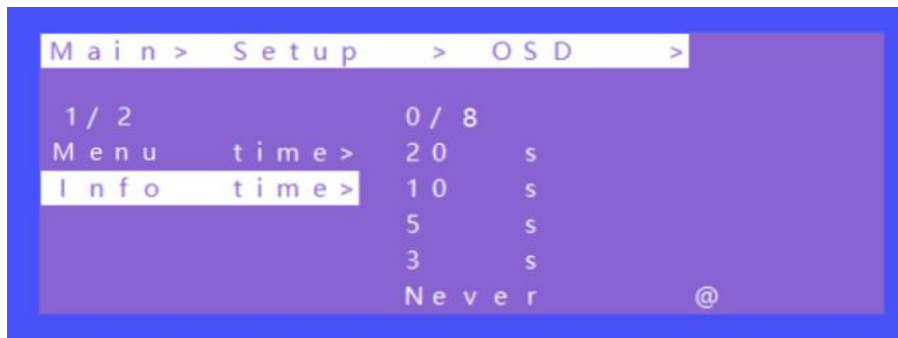 Main> Setup > OSD >
1/2 0/8
Menu time> 20 s
Info time> 10 s
5 s
3 s
Never @